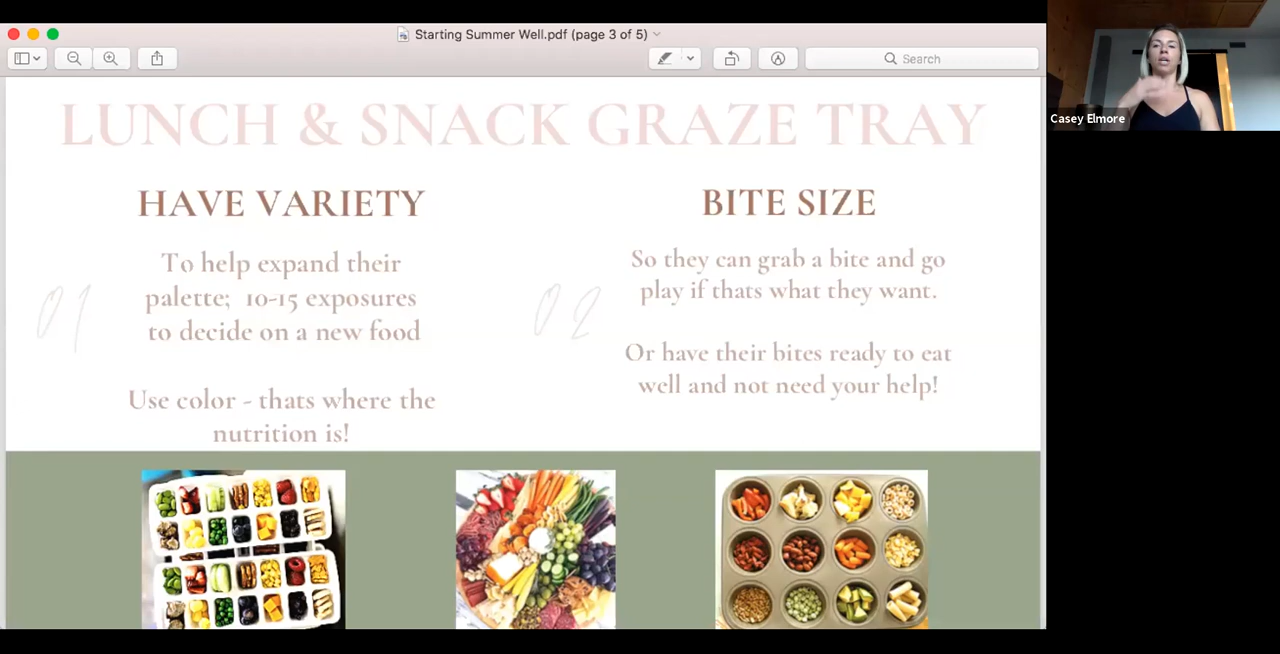 Starting Summer Well.pdf (page 3 of 5)
Search
LUNCH & SNACK GRAZE TRAY
HAVE VARIETY
To help expand their
palette; 10-15 exposures
to decide on a new food
Use color - thats where the
nutrition is!
01
BITE SIZE
So they can grab a bite and go
play if thats what they want.
Or have their bites ready to eat
well and not need your help!
02
Casey Elmore